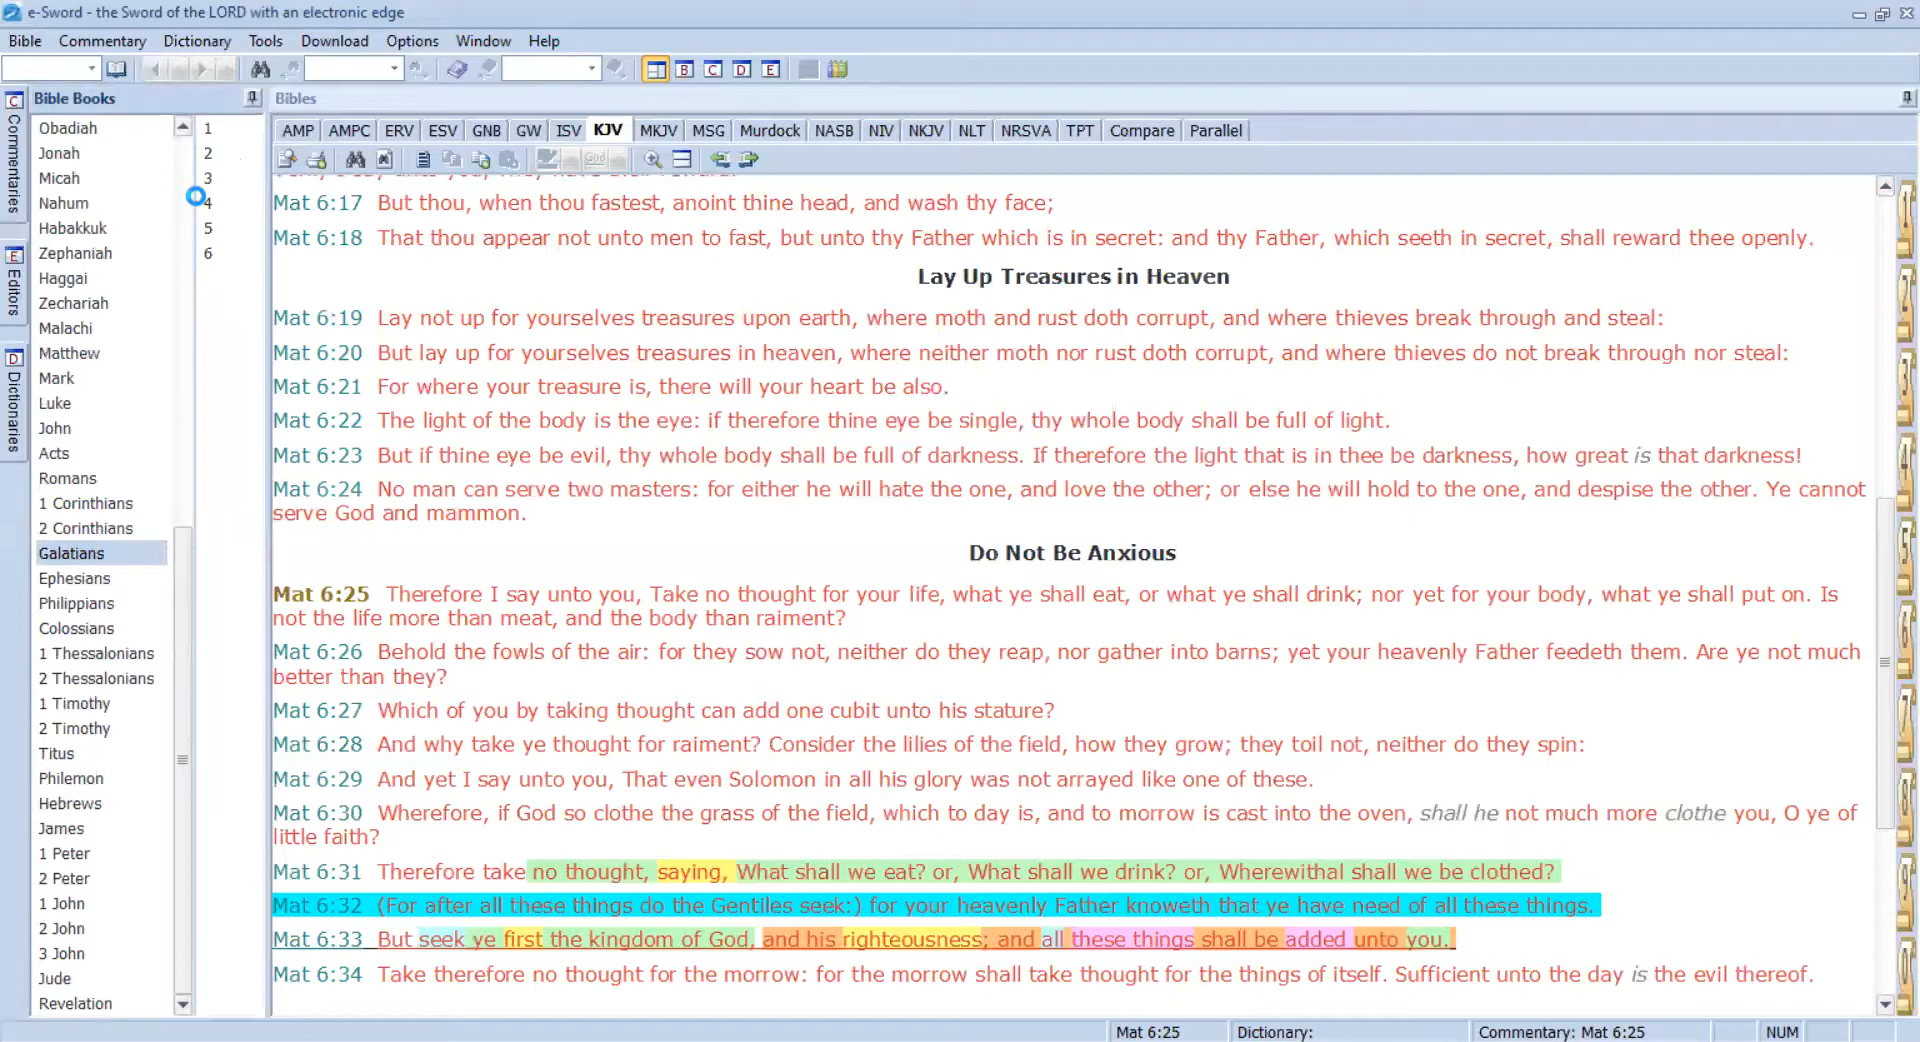 e-Sword - the Sword of the LORD with an electronic edge
Bible Commentary Dictionary Tools Download Options Window Help
B C D E
Bible Books
Bibles
C Commentaries
E Editors
D Dictionaries
Obadiah
Jonah
Micah
Nahum
Habakkuk
Zephaniah
Haggai
Zechariah
Malachi
Matthew
Mark
Luke
John
Acts
Romans
1 Corinthians
2 Corinthians
Galatians
Ephesians
Philippians
Colossians
1 Thessalonians
2 Thessalonians
1 Timothy
2 Timothy
Titus
Philemon
Hebrews
James
1 Peter
2 Peter
1 John
2 John
3 John
Jude
Revelation
1
2
3
4
5
6
AMP AMPC ERV ESV GNB GW ISV KJV MKJV MSG Murdock NASB NIV NKJV NLT NRSVA TPT Compare Parallel
God
Mat 6:17 But thou, when thou fastest, anoint thine head, and wash thy face;
Mat 6:18 That thou appear not unto men to fast, but unto thy Father which is in secret: and thy Father, which seeth in secret, shall reward thee openly.
Lay Up Treasures in Heaven
Mat 6:19 Lay not up for yourselves treasures upon earth, where moth and rust doth corrupt, and where thieves break through and steal:
Mat 6:20 But lay up for yourselves treasures in heaven, where neither moth nor rust doth corrupt, and where thieves do not break through nor steal:
Mat 6:21 For where your treasure is, there will your heart be also.
Mat 6:22 The light of the body is the eye: if therefore thine eye be single, thy whole body shall be full of light.
Mat 6:23 But if thine eye be evil, thy whole body shall be full of darkness. If therefore the light that is in thee be darkness, how great is that darkness!
Mat 6:24 No man can serve two masters: for either he will hate the one, and love the other; or else he will hold to the one, and despise the other. Ye cannot
serve God and mammon.
Do Not Be Anxious
Mat 6:25 Therefore I say unto you, Take no thought for your life, what ye shall eat, or what ye shall drink; nor yet for your body, what ye shall put on. Is
not the life more than meat, and the body than raiment?
Mat 6:26 Behold the fowls of the air: for they sow not, neither do they reap, nor gather into barns; yet your heavenly Father feedeth them. Are ye not much
better than they?
Mat 6:27 Which of you by taking thought can add one cubit unto his stature?
Mat 6:28 And why take ye thought for raiment? Consider the lilies of the field, how they grow; they toil not, neither do they spin:
Mat 6:29 And yet I say unto you, That even Solomon in all his glory was not arrayed like one of these.
Mat 6:30 Wherefore, if God so clothe the grass of the field, which to day is, and to morrow is cast into the oven, shall he not much more clothe you, O ye of
little faith?
Mat 6:31 Therefore take no thought, saying, What shall we eat? or, What shall we drink? or, Wherewithal shall we be clothed?
Mat 6:32 (For after all these things do the Gentiles seek:) for your heavenly Father knoweth that ye have need of all these things.
Mat 6:33 But seek ye first the kingdom of God, and his righteousness; and all these things shall be added unto you.
Mat 6:34 Take therefore no thought for the morrow: for the morrow shall take thought for the things of itself. Sufficient unto the day is the evil thereof.
1
2
3
4
5
6
7
8
9
Mat 6:25 Dictionary: Commentary: Mat 6:25 NUM